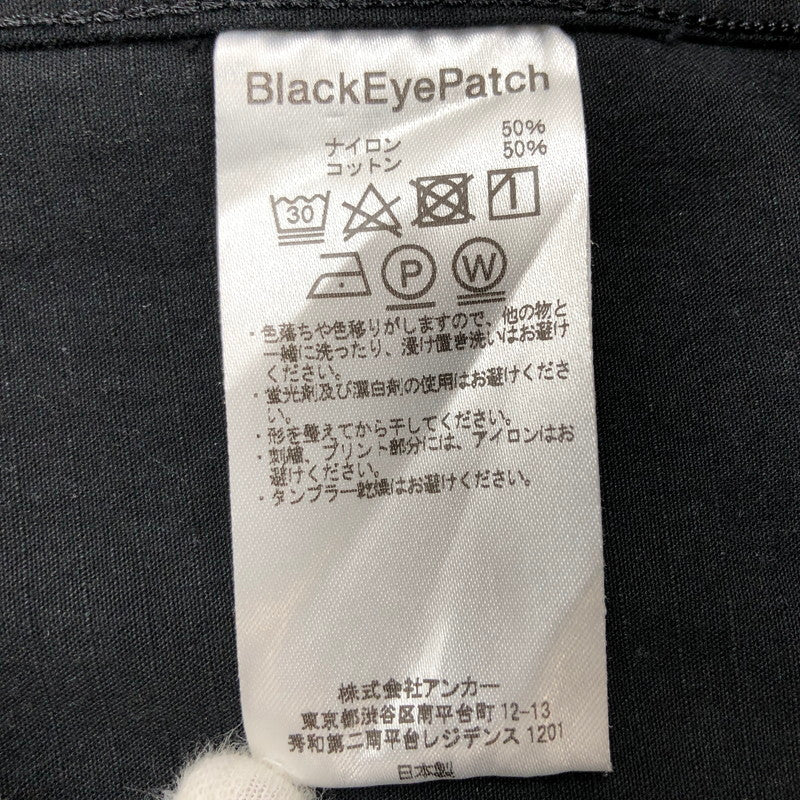 BlackEyePatch
ナイロン 50%
コットン 50%
30
P W
・色落ちや色移りがしますので、他の物と
一緒に洗ったり、浸け置き洗いはお避け
ください。
・蛍光剤及び漂白剤の使用はお避けくださ
い。
・形を整えてから干してください。
・刺繍、プリント部分には、アイロンはお
避けください。
・タンブラー乾燥はお避けください。
株式会社アンカー
東京都渋谷区南平台町 12-13
秀和第二南平台レジデンス 1201
日本製